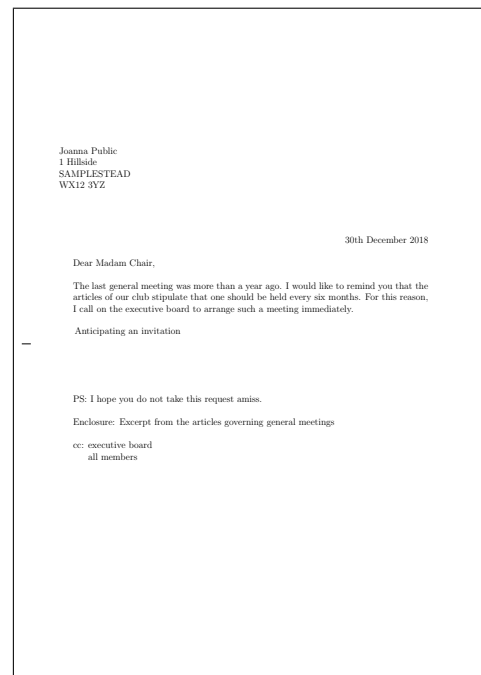 Joanna Public
1 Hillside
SAMPLESTEAD
WX12 3YZ
30th December 2018
Dear Madam Chair,
The last general meeting was more than a year ago. I would like to remind you that the
articles of our club stipulate that one should be held every six months. For this reason,
I call on the executive board to arrange such a meeting immediately.
Anticipating an invitation
PS: I hope you do not take this request amiss.
Enclosure: Excerpt from the articles governing general meetings
cc: executive board
all members